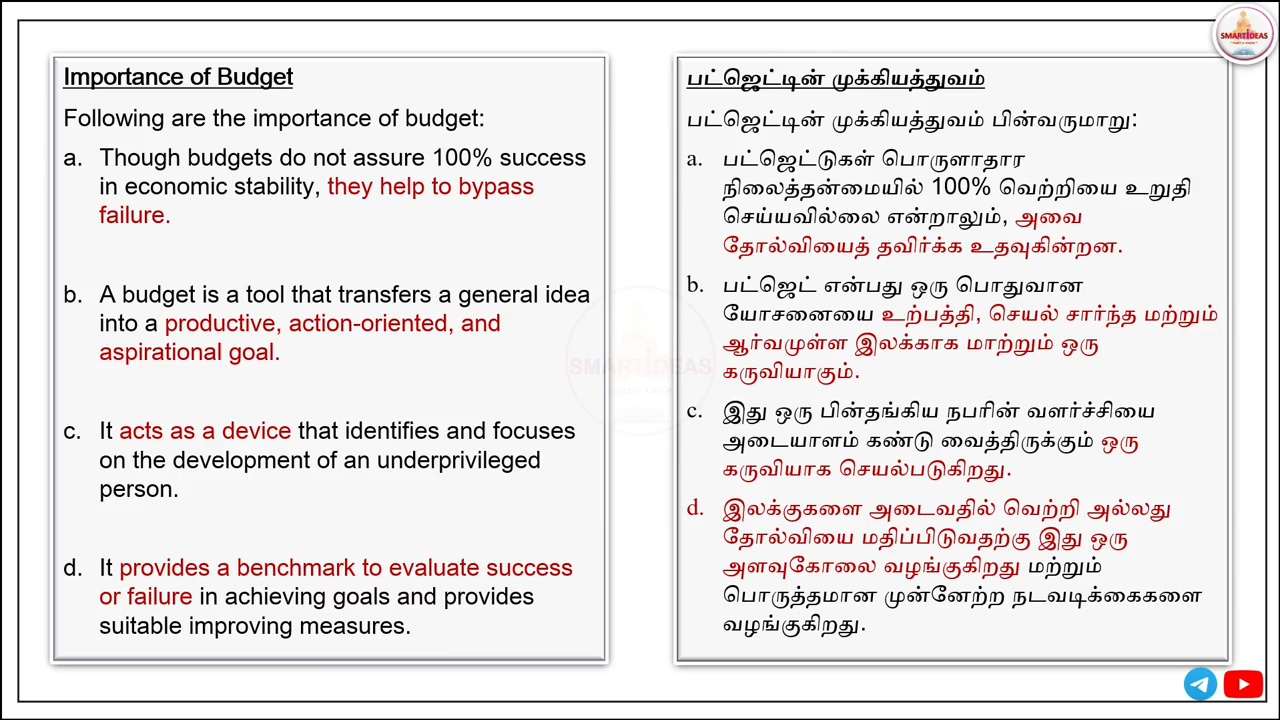 SMARTIDEAS
Importance of Budget
Following are the importance of budget:
a. Though budgets do not assure 100% success
in economic stability, they help to bypass
failure.
b. A budget is a tool that transfers a general idea
into a productive, action-oriented, and
aspirational goal.
c. It acts as a device that identifies and focuses
on the development of an underprivileged
person.
d. It provides a benchmark to evaluate success
or failure in achieving goals and provides
suitable improving measures.
பட்ஜெட்டின் முக்கியத்துவம்
பட்ஜெட்டின் முக்கியத்துவம் பின்வருமாறு:
a. பட்ஜெட்டுகள் பொருளாதார
நிலைத்தன்மையில் 100% வெற்றியை உறுதி
செய்யவில்லை என்றாலும், அவை
தோல்வியைத் தவிர்க்க உதவுகின்றன.
b. பட்ஜெட் என்பது ஒரு பொதுவான
யோசனையை உற்பத்தி, செயல் சார்ந்த மற்றும்
ஆர்வமுள்ள இலக்காக மாற்றும் ஒரு
கருவியாகும்.
c. இது ஒரு பின்தங்கிய நபரின் வளர்ச்சியை
அடையாளம் கண்டு வைத்திருக்கும் ஒரு
கருவியாக செயல்படுகிறது.
d. இலக்குகளை அடைவதில் வெற்றி அல்லது
தோல்வியை மதிப்பிடுவதற்கு இது ஒரு
அளவுகோலை வழங்குகிறது மற்றும்
பொருத்தமான முன்னேற்ற நடவடிக்கைகளை
வழங்குகிறது.
SMARTIDEAS